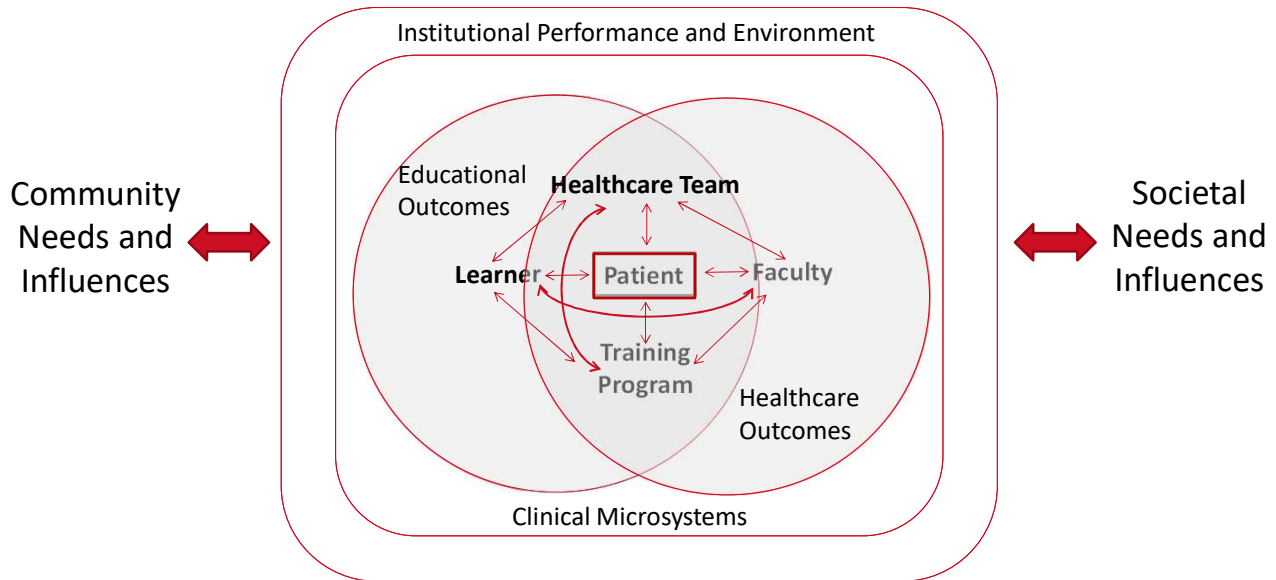 Institutional Performance and Environment
Community
Needs and
Influences
Educational
Outcomes
Healthcare Team
Learner
Patient
Faculty
Training
Program
Healthcare
Outcomes
Clinical Microsystems
Societal
Needs and
Influences